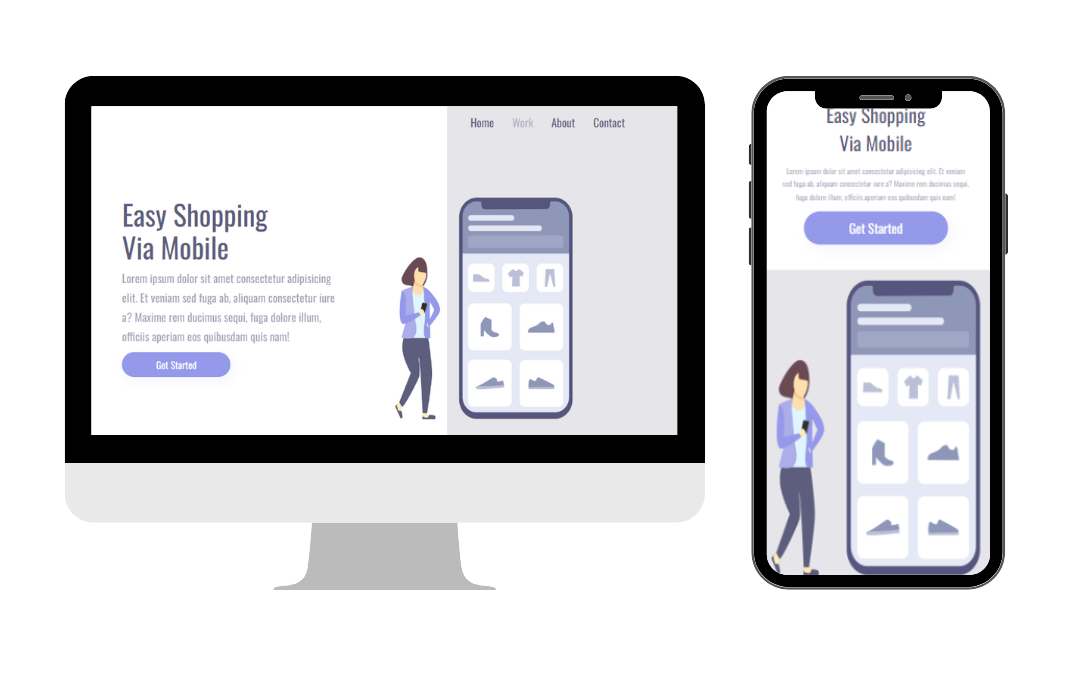 Home Work About Contact
Easy Shopping
Via Mobile
Lorem ipsum dolor sit amet consectetur adipisicing
elit. Et veniam sed fuga ab, aliquam consectetur iure
a? Maxime rem ducimus sequi, fuga dolore illum,
officiis aperiam eos quibusdam quis nam!
Get Started
Easy Shopping
Via Mobile
Lorem ipsum dolor sit amet consectetur adipisicing elit. Et veniam
sed fuga ab, aliquam consectetur iure a? Maxime rem ducimus sequi,
fuga dolore illum, officiis aperiam eos quibusdam quis nam!
Get Started